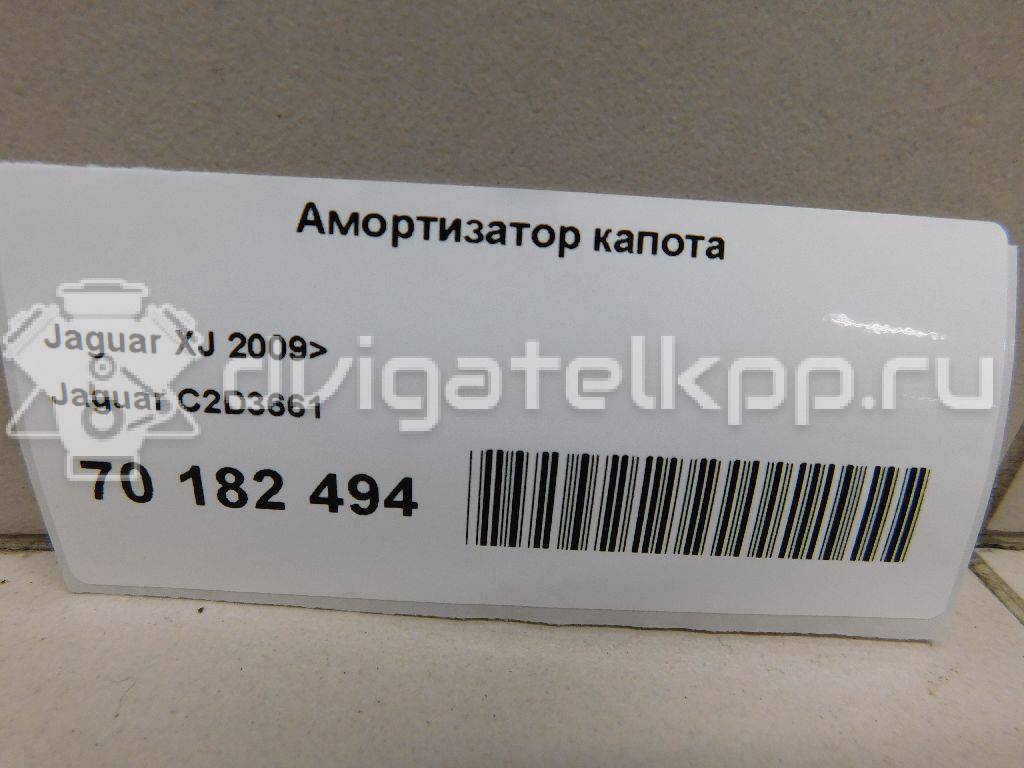 Амортизатор капота
Jaguar XJ 2009>
Jaguar C2D3661
divigatelkpp.ru
70 182 494